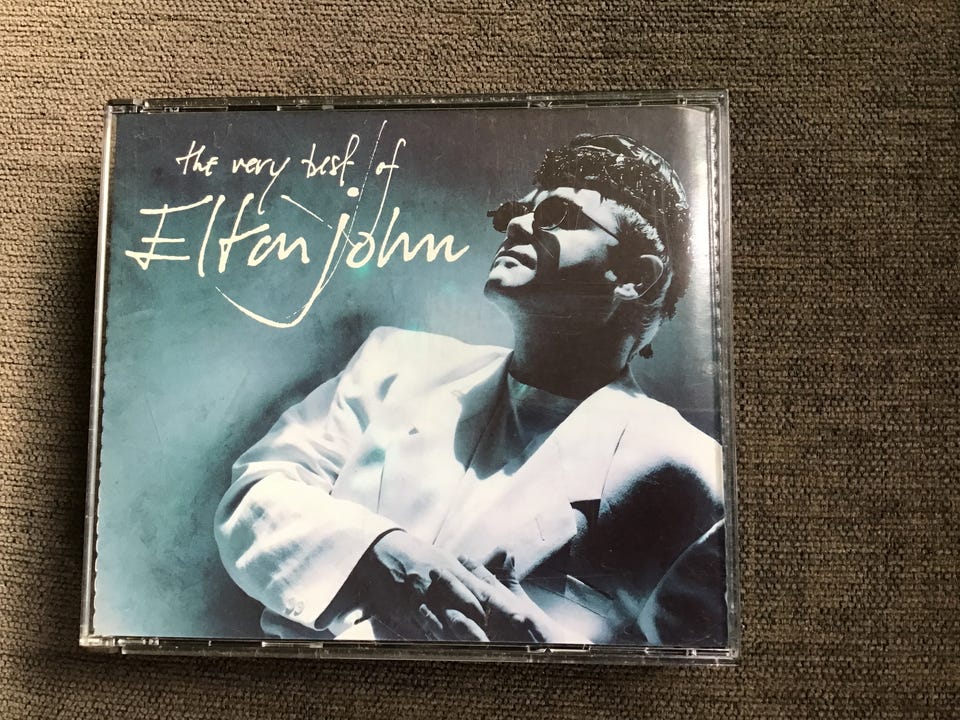 the very best of
Elton john